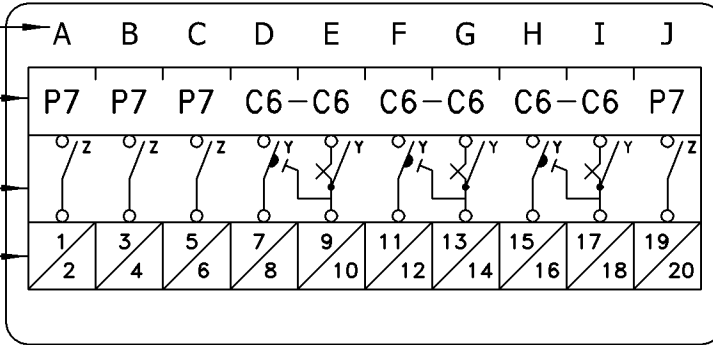 A B C D E F G H I J
P7 P7 P7 C6-C6 C6-C6 C6-C6 P7
Z Z Z Y Y Y Y Y Y Z
1 3 5 7 9 11 13 15 17 19
2 4 6 8 10 12 14 16 18 20